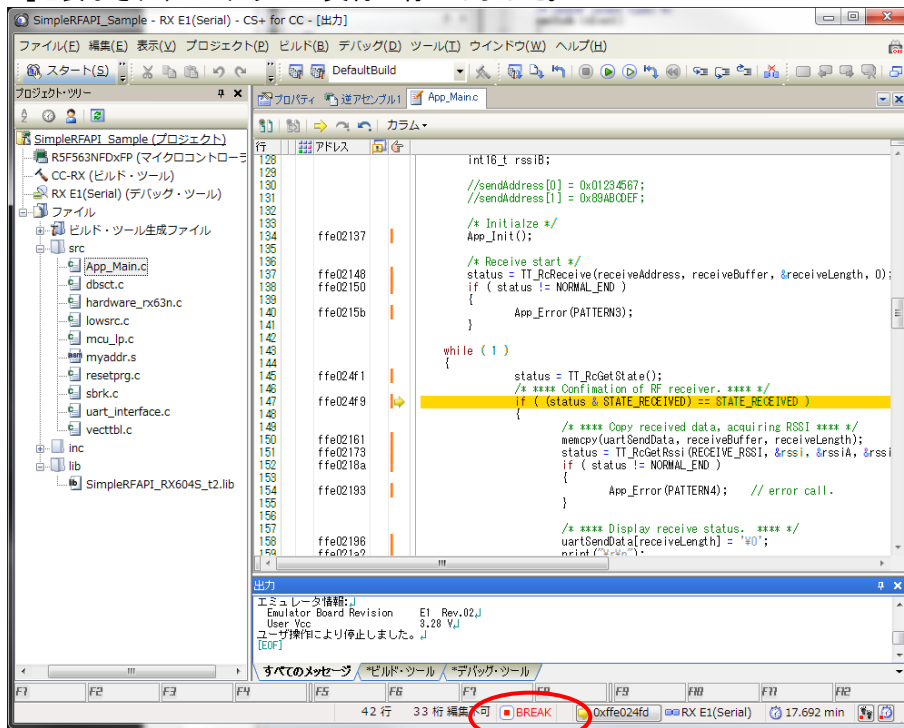 SimpleRFAPI_Sample - RX E1(Serial) - CS+ for CC - [出力]
ファイル(F) 編集(E) 表示(V) プロジェクト(P) ビルド(B) デバッグ(D) ツール(T) ウインドウ(W) ヘルプ(H)
スタート(S) DefaultBuild
プロジェクト・ツリー
プロパティ 逆アセンブル1 App_Main.c
カラム
SimpleRFAPI_Sample (プロジェクト)
R5F563NFDxFP (マイクロコントローラ
CC-RX (ビルド・ツール)
RX E1(Serial) (デバッグ・ツール)
ファイル
ビルド・ツール生成ファイル
src
App_Main.c
dbsct.c
hardware_rx63n.c
lowsrc.c
mcu_lp.c
myaddr.s
resetprg.c
sbrk.c
uart_interface.c
vecttbl.c
inc
lib
SimpleRFAPI_RX604S_t2.lib
行 アドレス
128 int16_t rssiB;
129
130 //sendAddress[0] = 0x01234567;
131 //sendAddress[1] = 0x89ABCDEF;
132
133 /* Initialze */
134 ffe02137 App_Init();
135
136 /* Receive start */
137 ffe02148 status = TT_RcReceive(receiveAddress, receiveBuffer, &receiveLength, 0);
138 ffe02150 if ( status != NORMAL_END )
139 {
140 ffe0215b App_Error(PATTERN3);
141 }
142
143 while ( 1 )
144 {
145 ffe024f1 status = TT_RcGetState();
146 /* **** Confimation of RF receiver. **** */
147 ffe024f9 if ( (status & STATE_RECEIVED) == STATE_RECEIVED )
148 {
149 /* **** Copy received data, acquiring RSSI **** */
150 ffe02161 memcpy(uartSendData, receiveBuffer, receiveLength);
151 ffe02173 status = TT_RcGetRssi(RECEIVE_RSSI, &rssi, &rssiA, &rssi
152 ffe0218a if ( status != NORMAL_END )
153 {
154 ffe02193 App_Error(PATTERN4); // error call.
155 }
156
157 /* **** Display receive status. **** */
158 ffe02196 uartSendData[receiveLength] = '¥0';
159 ffe021a2 print("¥r¥n");
出力
エミュレータ情報:
Emulator Board Revision E1 Rev.02
User Vcc 3.28 V
ユーザ操作により停止しました。
[EOF]
すべてのメッセージ *ビルド・ツール *デバッグ・ツール
F1 F2 F3 F4 F5 F6 F7 F8 F9 F10 F11 F12
42 行 33 桁 編集不可 BREAK 0xffe024fd RX E1(Serial) 17.692 min